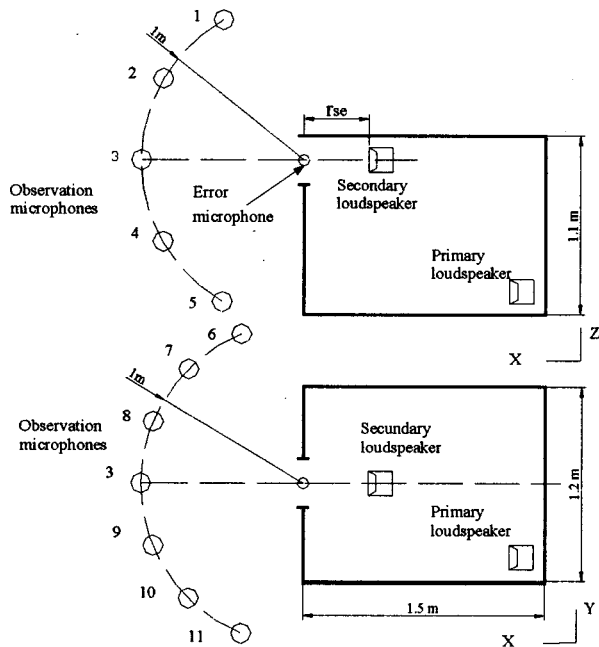 1
1m
2
rse
3
Observation
microphones
Error
microphone
Secondary
loudspeaker
1.1 m
4
Primary
loudspeaker
5
Z
X
6
7
1m
Observation
microphones
8
Secundary
loudspeaker
3
1.2 m
9
Primary
loudspeaker
10
1.5 m
11
Y
X